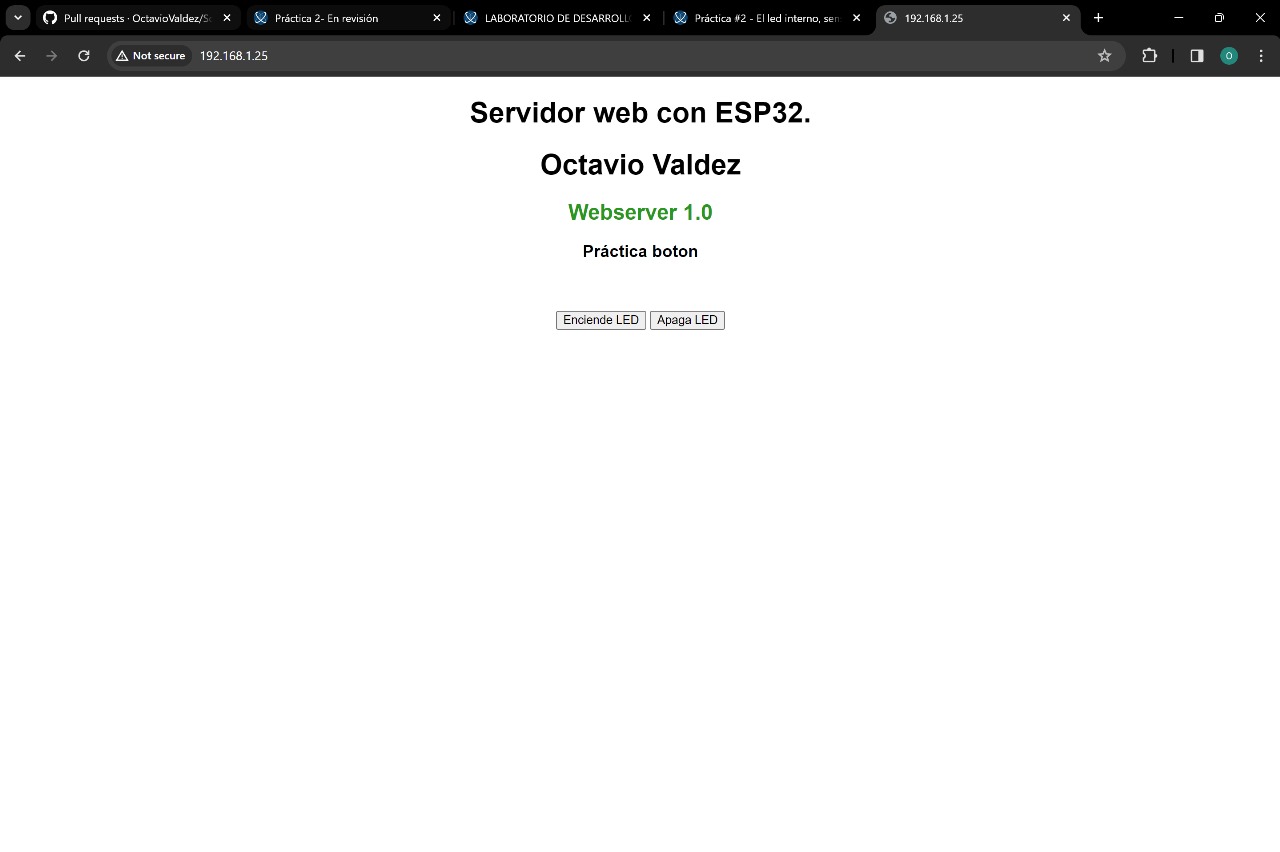 Pull requests · OctavioValdez/Sc
Práctica 2- En revisión
LABORATORIO DE DESARROLL
Práctica #2 - El led interno, sen
192.168.1.25
Not secure
192.168.1.25
O
Servidor web con ESP32.
Octavio Valdez
Webserver 1.0
Práctica boton
Enciende LED Apaga LED